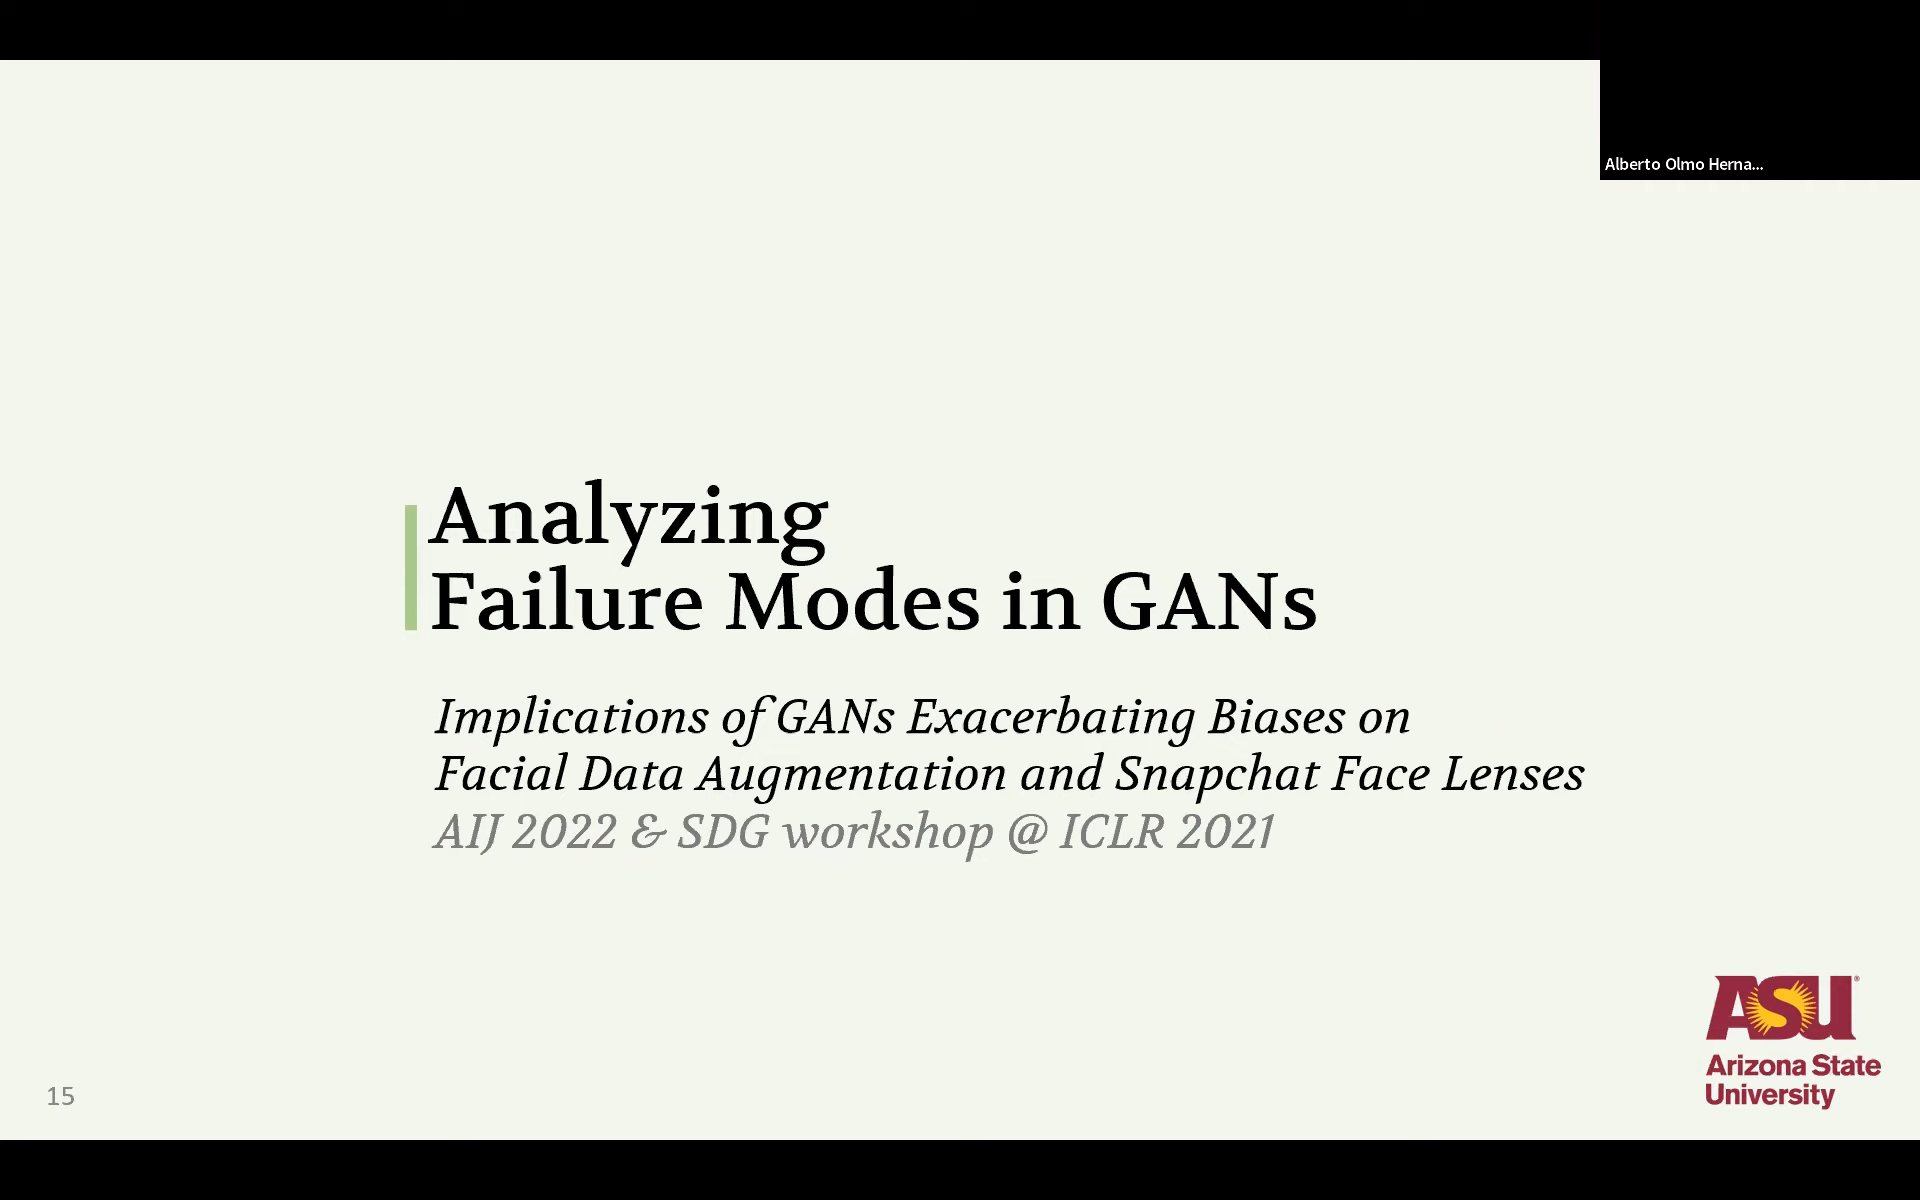 Alberto Olmo Herna...
Analyzing
Failure Modes in GANs
Implications of GANs Exacerbating Biases on
Facial Data Augmentation and Snapchat Face Lenses
AIJ 2022 & SDG workshop @ ICLR 2021
ASU
Arizona State
University
15